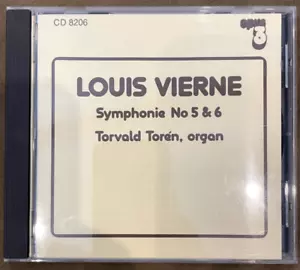 CD 8206
opus
3
LOUIS VIERNE
Symphonie No 5 & 6
Torvald Torén, organ